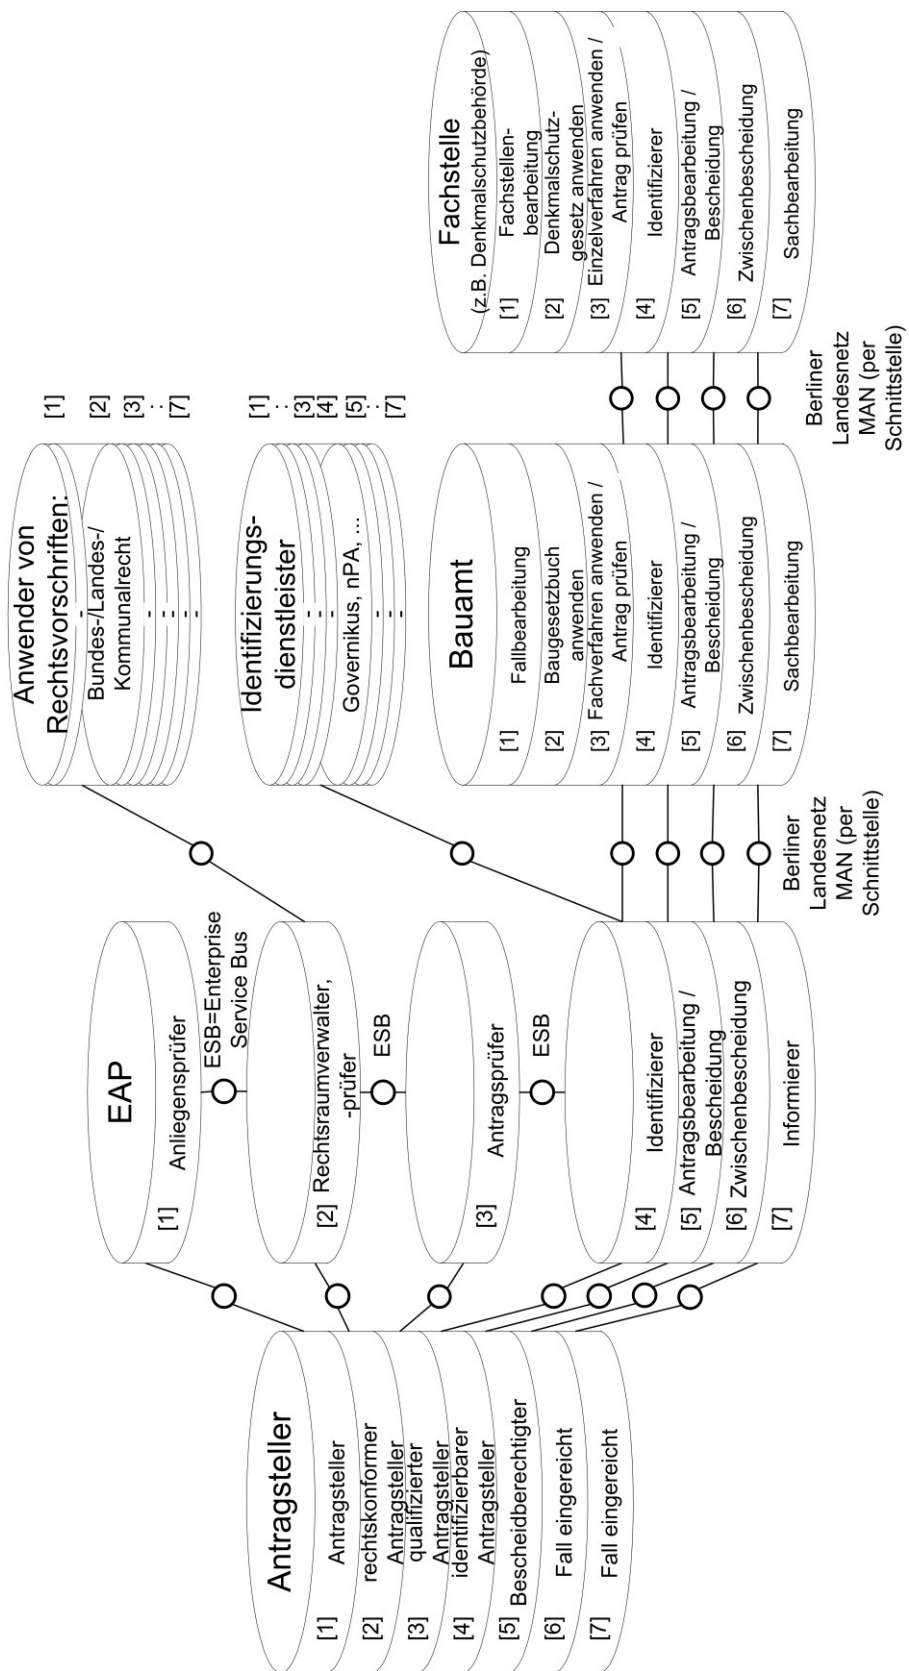 Antragsteller
[1] Antragsteller
[2] rechtskonformer
Antragsteller
[3] qualifizierter
Antragsteller
[4] identifizierbarer
Antragsteller
[5] Bescheidberechtigter
[6] Fall eingereicht
[7] Fall eingereicht
EAP
[1] Anliegensprüfer
ESB=Enterprise
Service Bus
[2] Rechtsraumverwalter,
-prüfer
ESB
[3] Antragsprüfer
ESB
[4] Identifizierer
[5] Antragsbearbeitung /
Bescheidung
[6] Zwischenbescheidung
[7] Informierer
Berliner
Landesnetz
MAN (per
Schnittstelle)
Anwender von
Rechtsvorschriften:
Bundes-/Landes-/
Kommunalrecht
[1]
[2]
[3]
:
[7]
Identifizierungs-
dienstleister
Governikus, nPA, ...
[1]
:
[3]
[4]
[5]
:
[7]
Bauamt
[1] Fallbearbeitung
[2] Baugesetzbuch
anwenden
[3] Fachverfahren anwenden /
Antrag prüfen
[4] Identifizierer
[5] Antragsbearbeitung /
Bescheidung
[6] Zwischenbescheidung
[7] Sachbearbeitung
Berliner
Landesnetz
MAN (per
Schnittstelle)
Fachstelle
(z.B. Denkmalschutzbehörde)
[1] Fachstellen-
bearbeitung
[2] Denkmalschutz-
gesetz anwenden
[3] Einzelverfahren anwenden /
Antrag prüfen
[4] Identifizierer
[5] Antragsbearbeitung /
Bescheidung
[6] Zwischenbescheidung
[7] Sachbearbeitung